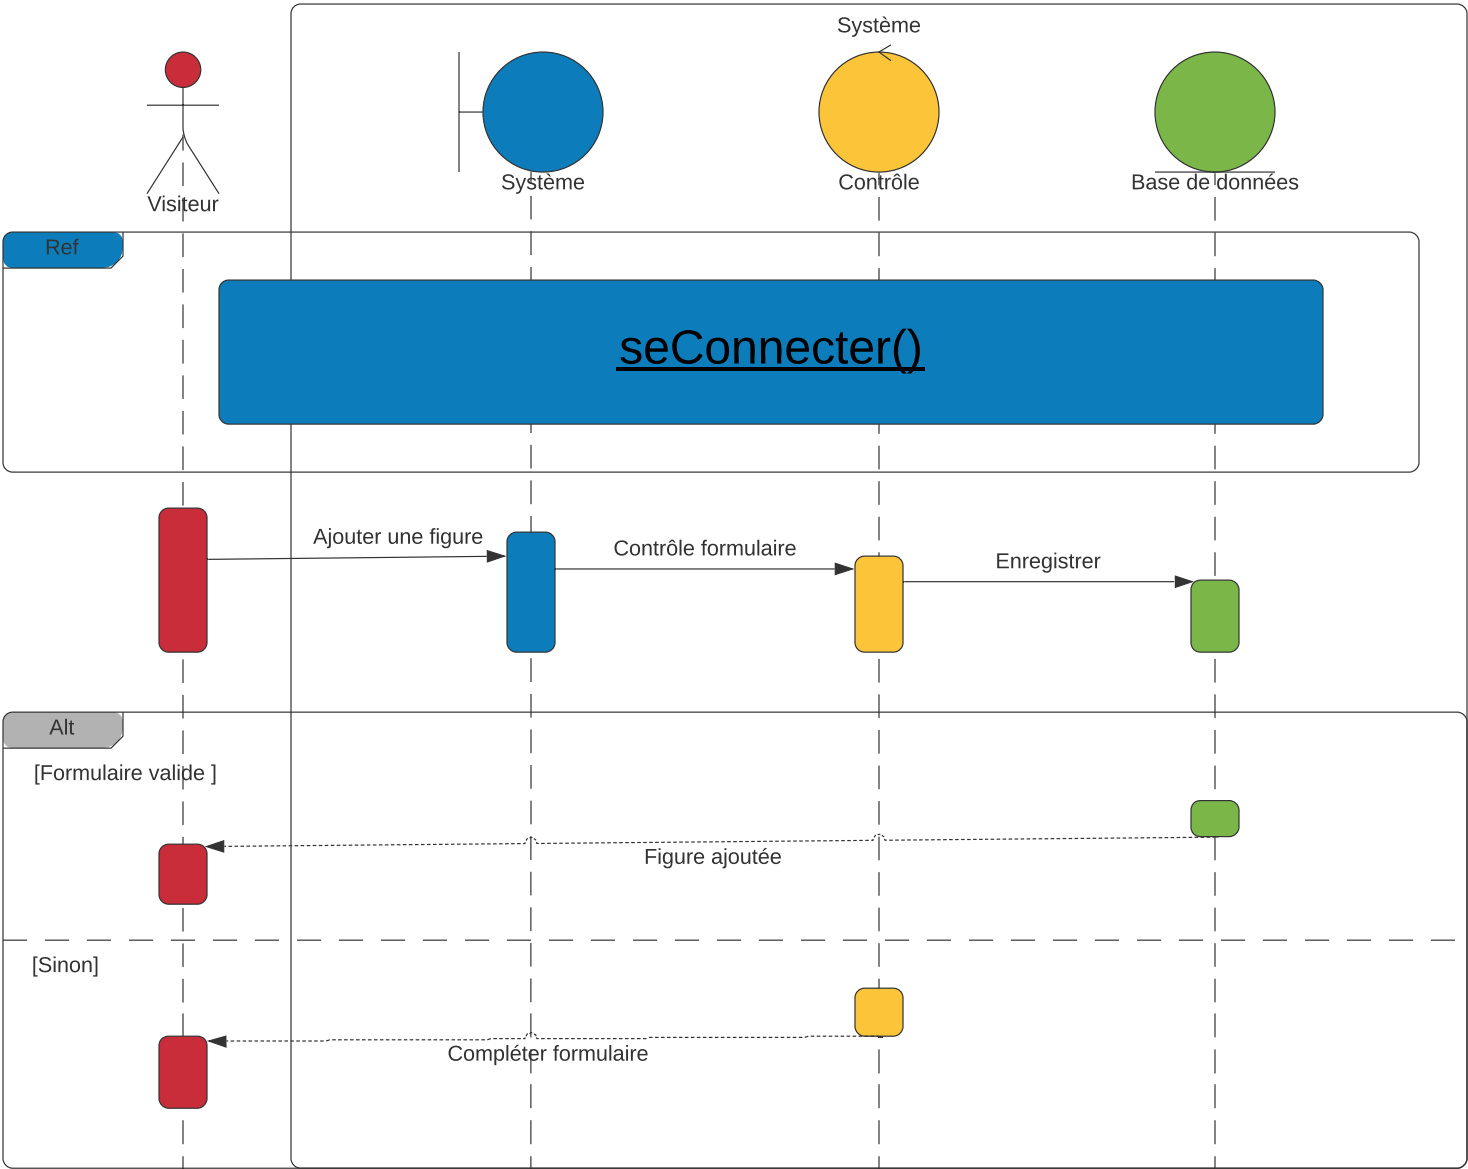 Système
Visiteur
Système
Contrôle
Base de données
Ref
seConnecter()
Ajouter une figure
Contrôle formulaire
Enregistrer
Alt
[Formulaire valide ]
Figure ajoutée
[Sinon]
Compléter formulaire